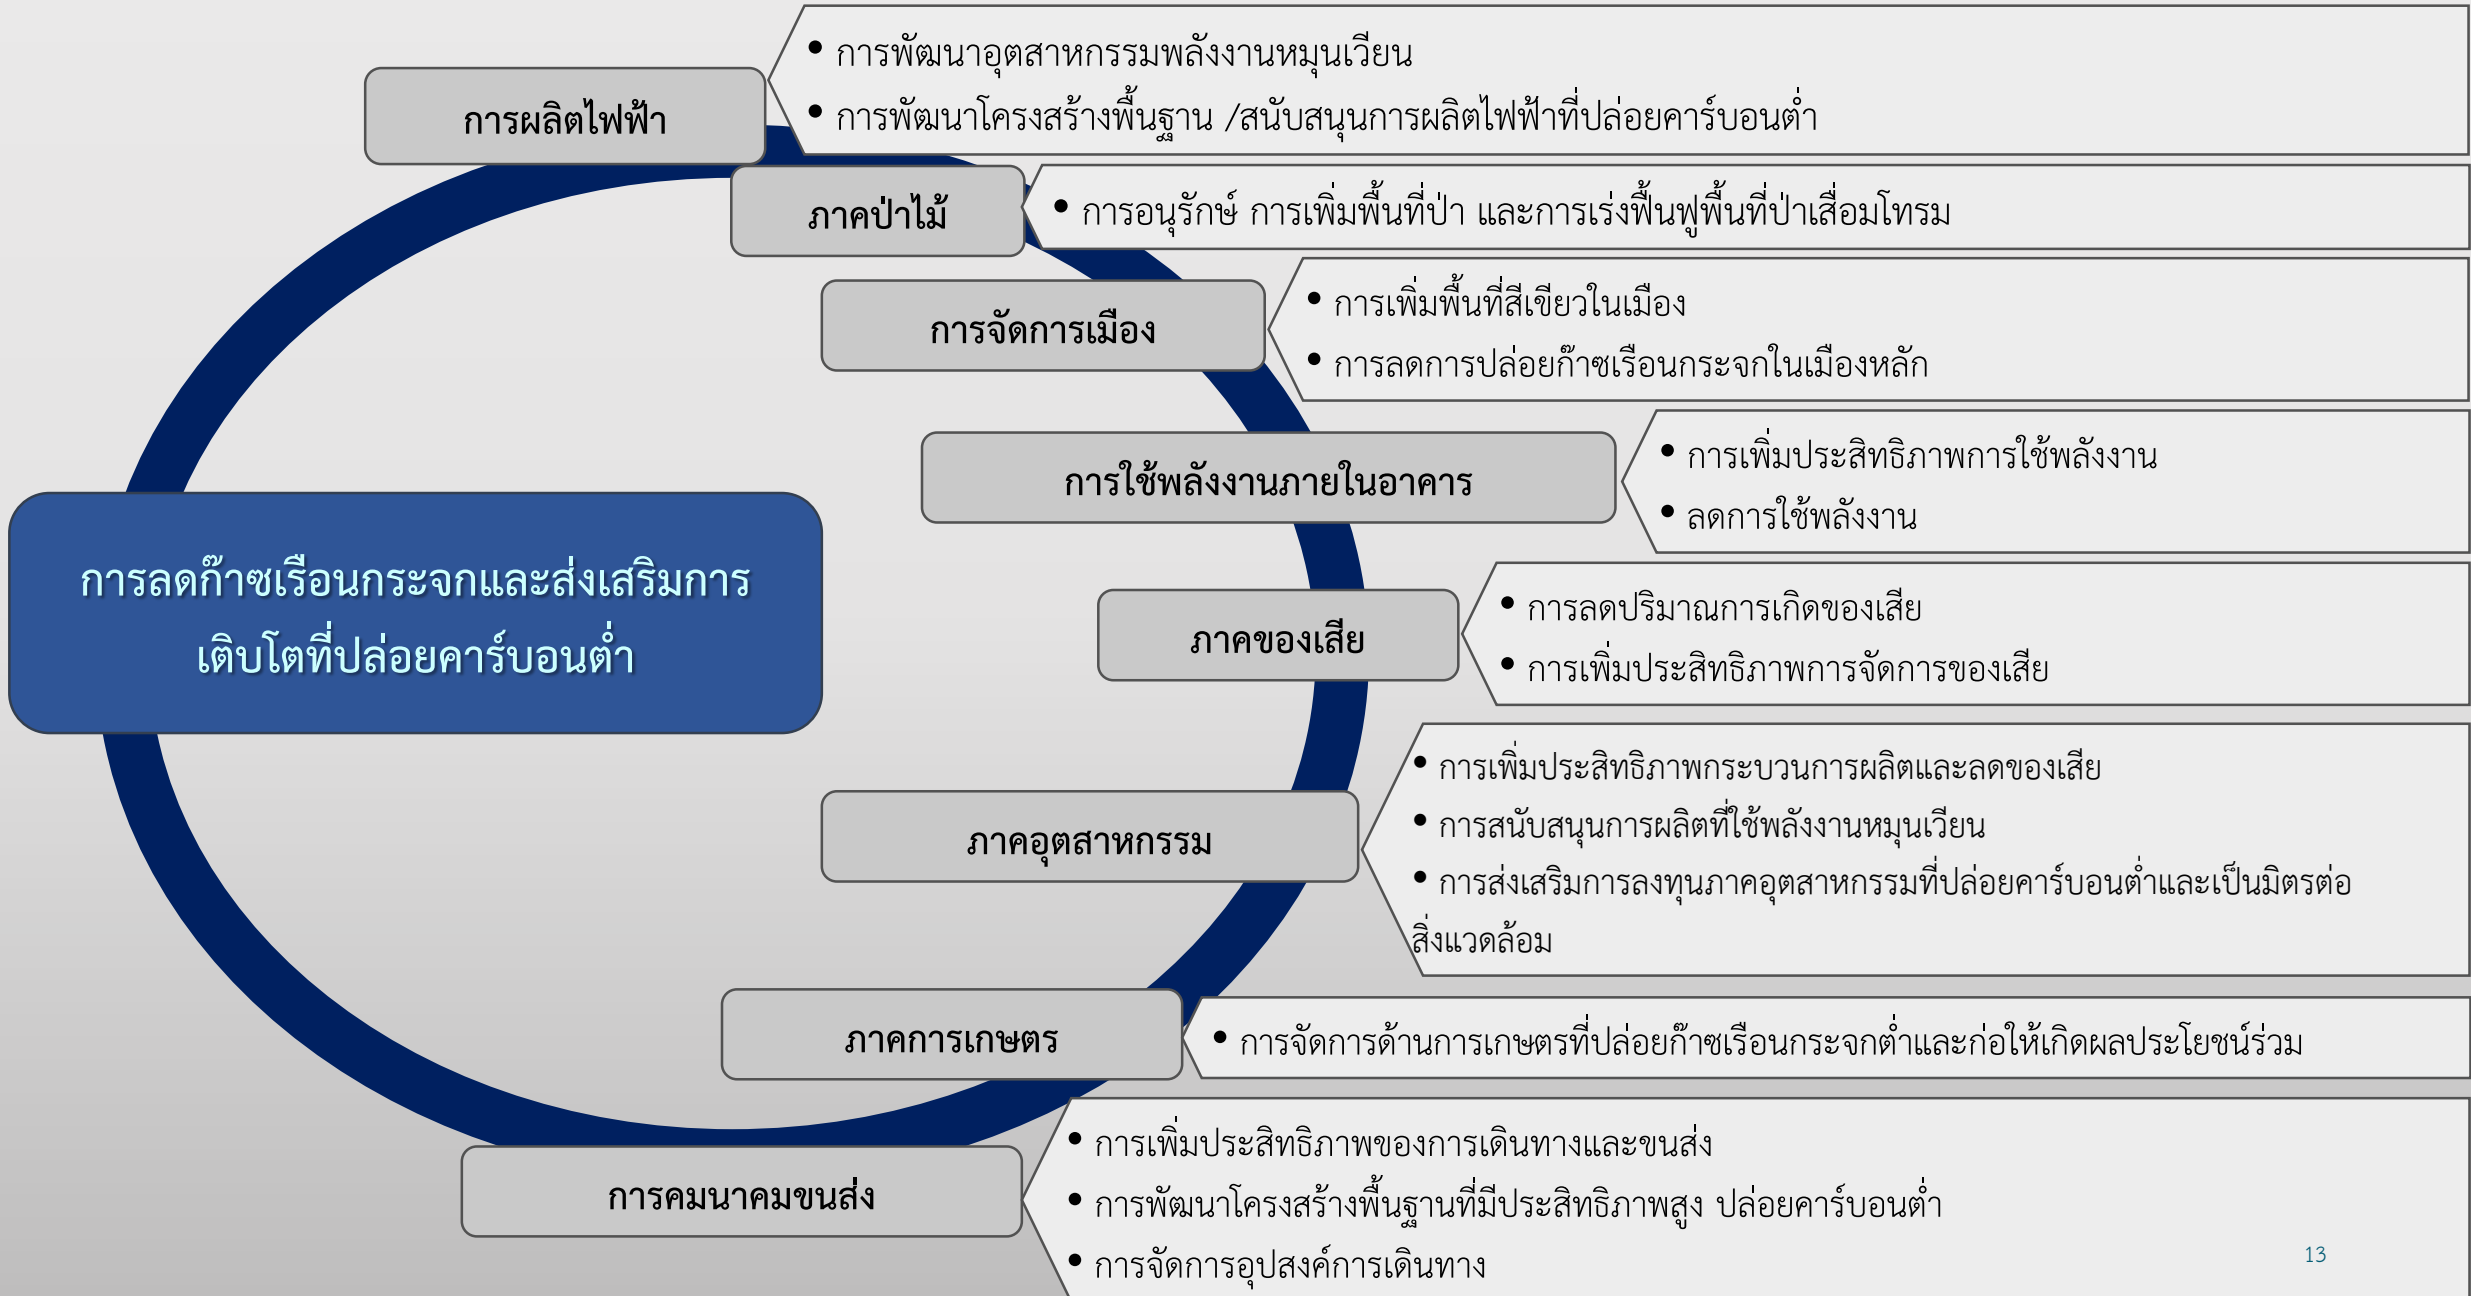 การผลิตไฟฟ้า
• การพัฒนาอุตสาหกรรมพลังงานหมุนเวียน
• การพัฒนาโครงสร้างพื้นฐาน /สนับสนุนการผลิตไฟฟ้าที่ปล่อยคาร์บอนต่ำ
ภาคป่าไม้
• การอนุรักษ์ การเพิ่มพื้นที่ป่า และการเร่งฟื้นฟูพื้นที่ป่าเสื่อมโทรม
การจัดการเมือง
• การเพิ่มพื้นที่สีเขียวในเมือง
• การลดการปล่อยก๊าซเรือนกระจกในเมืองหลัก
การใช้พลังงานภายในอาคาร
• การเพิ่มประสิทธิภาพการใช้พลังงาน
• ลดการใช้พลังงาน
การลดก๊าซเรือนกระจกและส่งเสริมการ
เติบโตที่ปล่อยคาร์บอนต่ำ
ภาคของเสีย
• การลดปริมาณการเกิดของเสีย
• การเพิ่มประสิทธิภาพการจัดการของเสีย
ภาคอุตสาหกรรม
• การเพิ่มประสิทธิภาพกระบวนการผลิตและลดของเสีย
• การสนับสนุนการผลิตที่ใช้พลังงานหมุนเวียน
• การส่งเสริมการลงทุนภาคอุตสาหกรรมที่ปล่อยคาร์บอนต่ำและเป็นมิตรต่อ
สิ่งแวดล้อม
ภาคการเกษตร
• การจัดการด้านการเกษตรที่ปล่อยก๊าซเรือนกระจกต่ำและก่อให้เกิดผลประโยชน์ร่วม
การคมนาคมขนส่ง
• การเพิ่มประสิทธิภาพของการเดินทางและขนส่ง
• การพัฒนาโครงสร้างพื้นฐานที่มีประสิทธิภาพสูง ปล่อยคาร์บอนต่ำ
• การจัดการอุปสงค์การเดินทาง
13